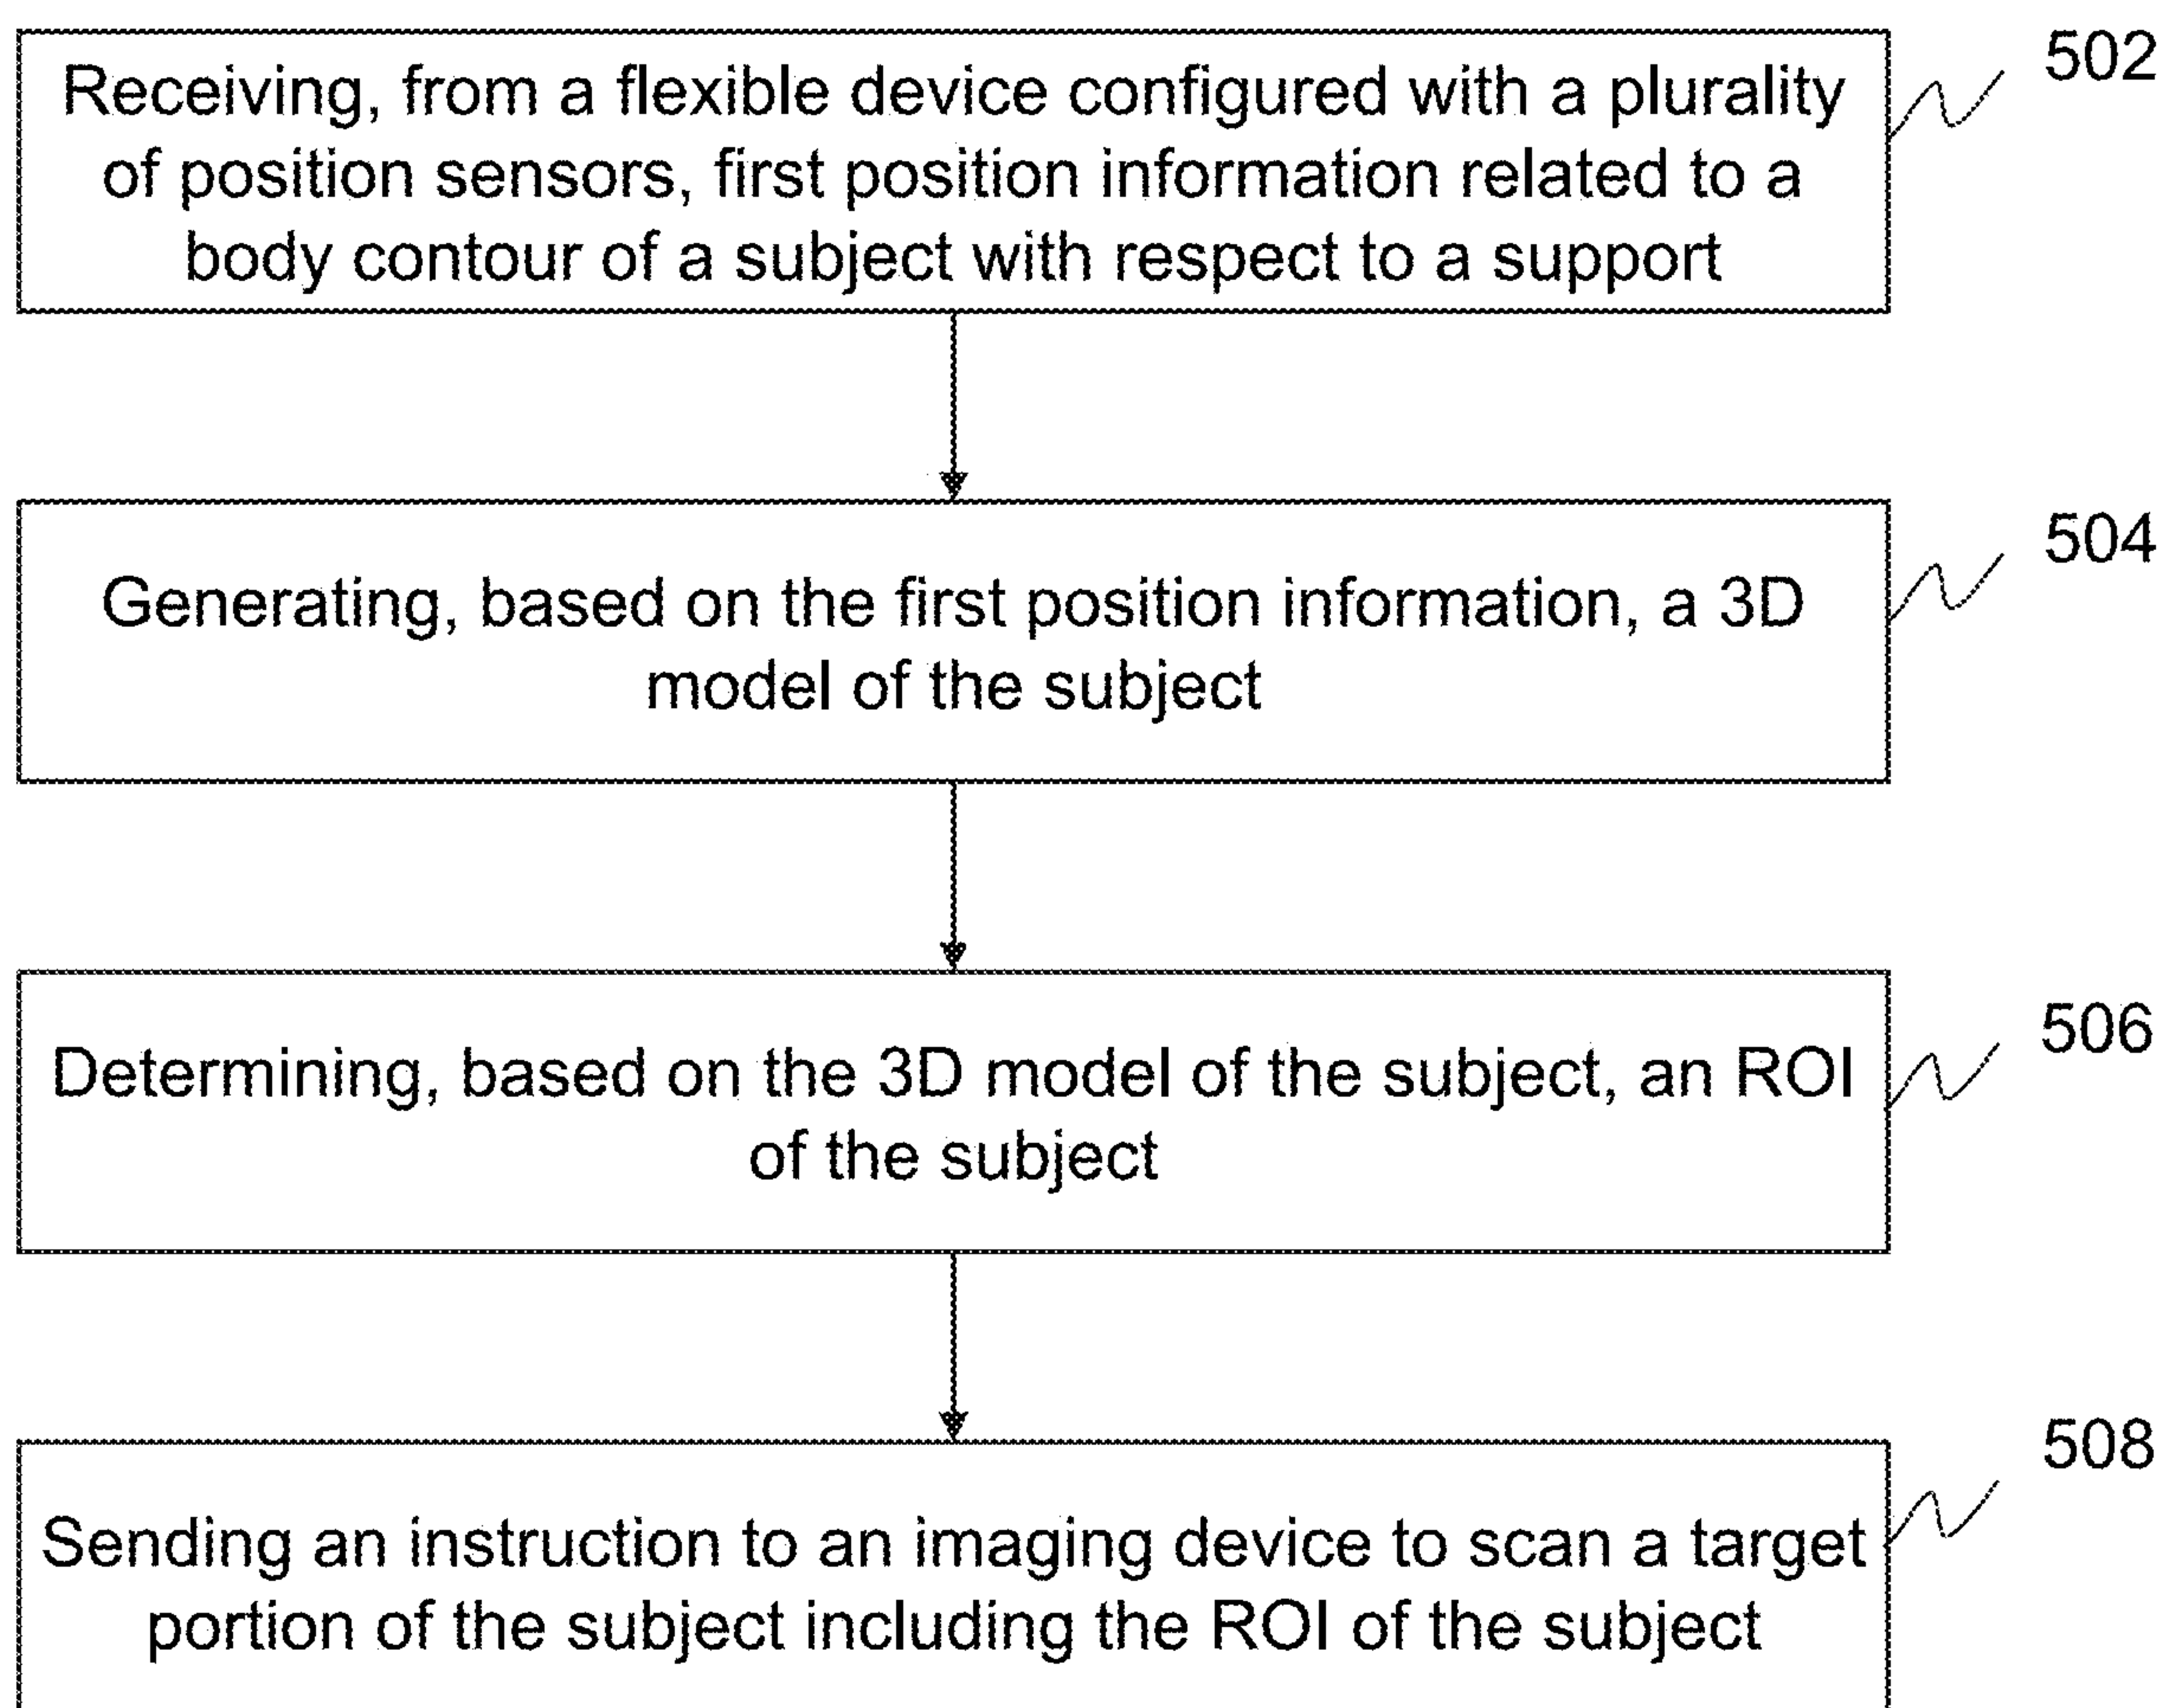 502
Receiving, from a flexible device configured with a plurality
of position sensors, first position information related to a
body contour of a subject with respect to a support
504
Generating, based on the first position information, a 3D
model of the subject
506
Determining, based on the 3D model of the subject, an ROI
of the subject
508
Sending an instruction to an imaging device to scan a target
portion of the subject including the ROI of the subject